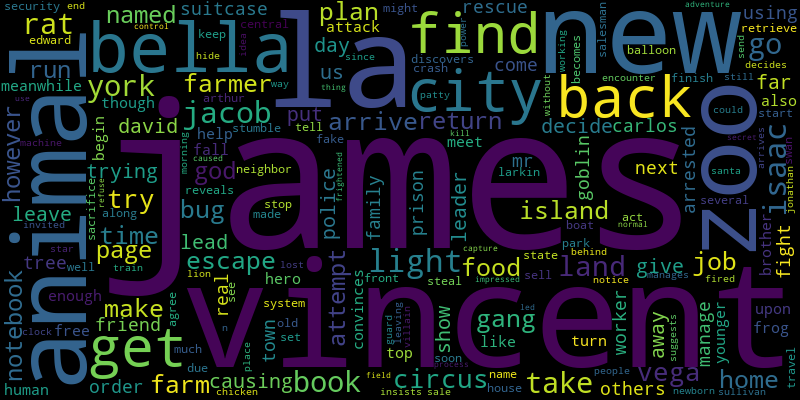 security end named suitcase plan rescue control adventure
rat bella la find new central idea might using go send
edward keep attack salesman retrieve
meanwhile run hide day discovers come working balloon decides
york since us crash becomes city encounter finish still far
though farmer way patty without back also
however jacob put arrive return decide carlos could start
thing machine use begin david arthur tell meet kill secret
animal james zoo isaac
trying help stumble fake mr larkin goblin next arrested santa arrives
fall god neighbor police family prison leader several brother
morning caused reveals frightened jonathan swan
leave refuse try sacrifice bug stop island act normal fight
invited along time made boat park
page lead light state behind
tree star well train escape real hero attempt food land give job upon
notebook enough lion see front capture sell impressed manages fired frog
make system convinces steal notice
friend agree vincent gang worker away suggests manage younger
clock free town old guard leaving villain show like turn led
n set top soon process people
get much place due field
human order farm causing book circus name house take vega others home travel
chicken insists sale newborn sullivan